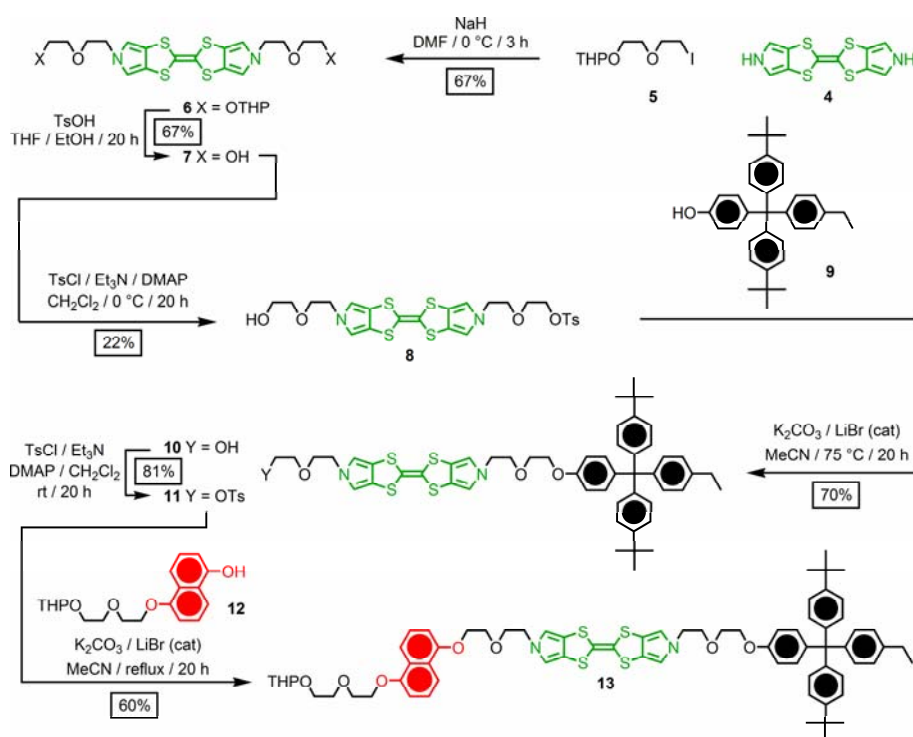 NaH
DMF / 0 °C / 3 h
67%
X O N S S S S N O X
THPO O I
5
HN S S S S NH
4
6 X = OTHP
TsOH
THF / EtOH / 20 h
67%
7 X = OH
HO
9
TsCl / Et₃N / DMAP
CH₂Cl₂ / 0 °C / 20 h
22%
HO O N S S S S N O OTs
8
TsCl / Et₃N
DMAP / CH₂Cl₂
rt / 20 h
10 Y = OH
81%
11 Y = OTs
Y O N S S S S N O O
K₂CO₃ / LiBr (cat)
MeCN / 75 °C / 20 h
70%
OH
THPO O O
12
K₂CO₃ / LiBr (cat)
MeCN / reflux / 20 h
60%
THPO O O O O N S S S S N O O
13